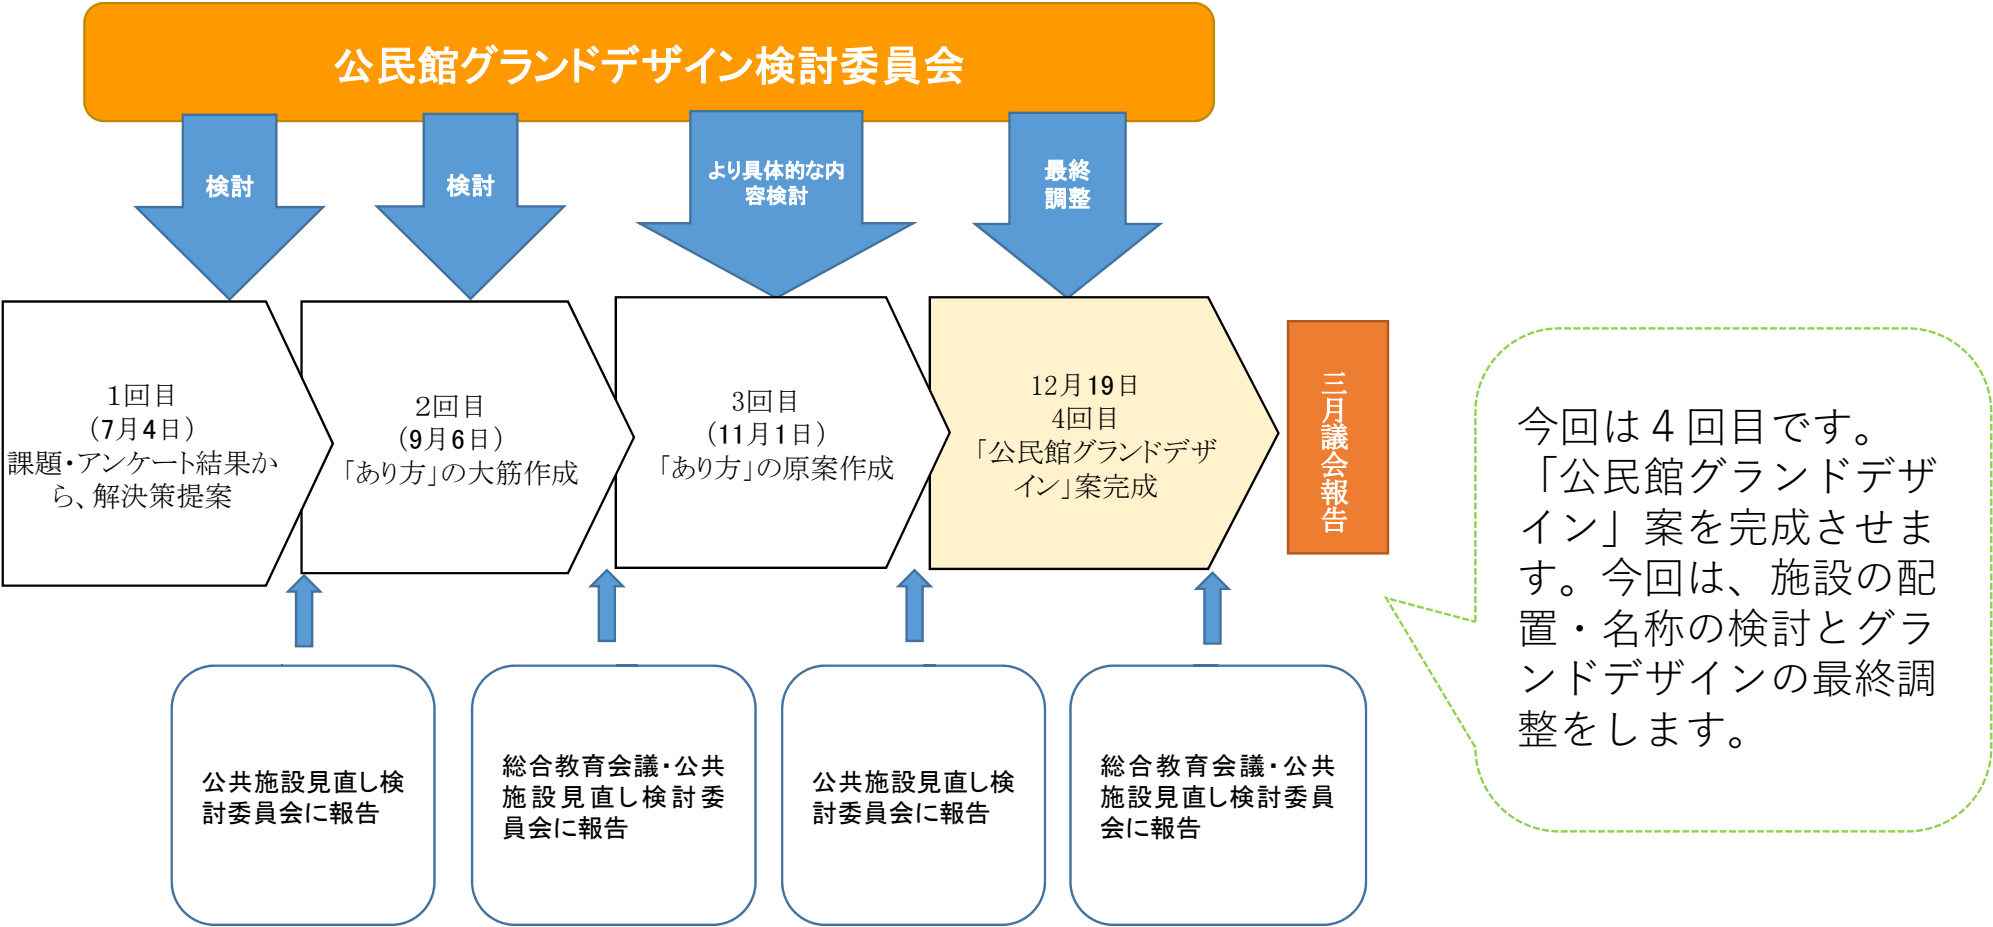 公民館グランドデザイン検討委員会
検討
検討
より具体的な内
容検討
最終
調整
１回目
（7月4日）
課題・アンケート結果か
ら、解決策提案
２回目
（9月6日）
「あり方」の大筋作成
3回目
（11月1日）
「あり方」の原案作成
12月19日
4回目
「公民館グランドデザ
イン」案完成
三月議会報告
今回は４回目です。
「公民館グランドデザ
イン」案を完成させま
す。今回は、施設の配
置・名称の検討とグラ
ンドデザインの最終調
整をします。
公共施設見直し検
討委員会に報告
総合教育会議・公共
施設見直し検討委
員会に報告
公共施設見直し検
討委員会に報告
総合教育会議・公共
施設見直し検討委員
会に報告